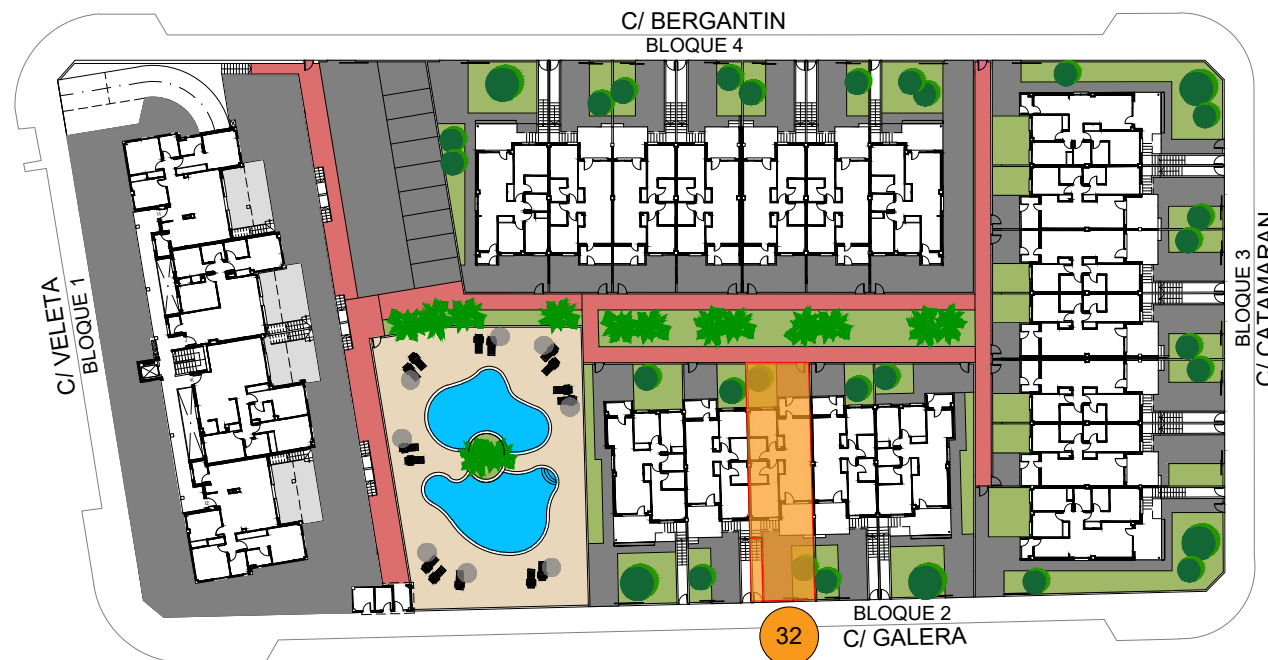 C/ BERGANTIN
BLOQUE 4
C/ VELETA
BLOQUE 1
BLOQUE 3
C/ CATAMARAN
BLOQUE 2
32
C/ GALERA